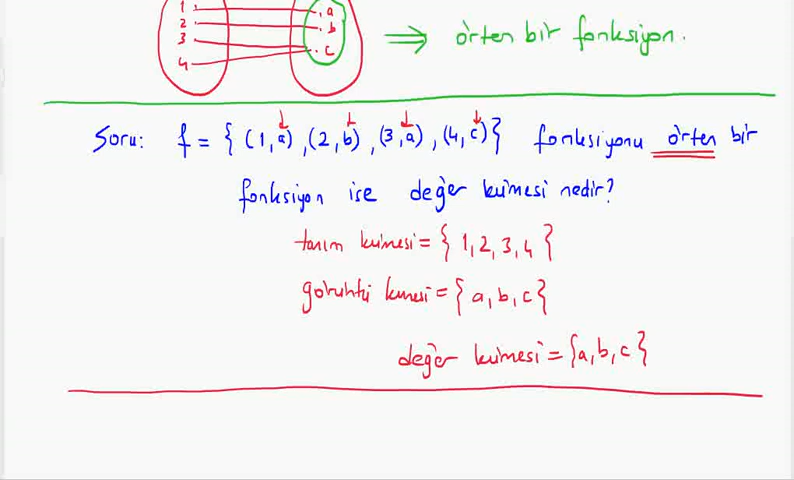 1 a
2 b
3 c
4
⇒ örten bir fonksiyon.
Soru: f = { (1,a) , (2,b) , (3,a) , (4,c) } fonksiyonu örten bir
fonksiyon ise değer kümesi nedir?
tanım kümesi = { 1, 2, 3, 4 }
görüntü kümesi = { a, b, c }
değer kümesi = {a, b, c }